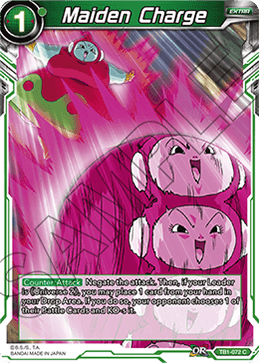 1
Maiden Charge
EXTRA
Counter: Attack Negate the attack. Then, if your Leader
is ≪Universe 2≫, you may place 1 card from your hand in
your Drop Area. If you do so, your opponent chooses 1 of
their Battle Cards and KO-s it.
©B.S./S., T.A.
BANDAI MADE IN JAPAN
TB1-072 C